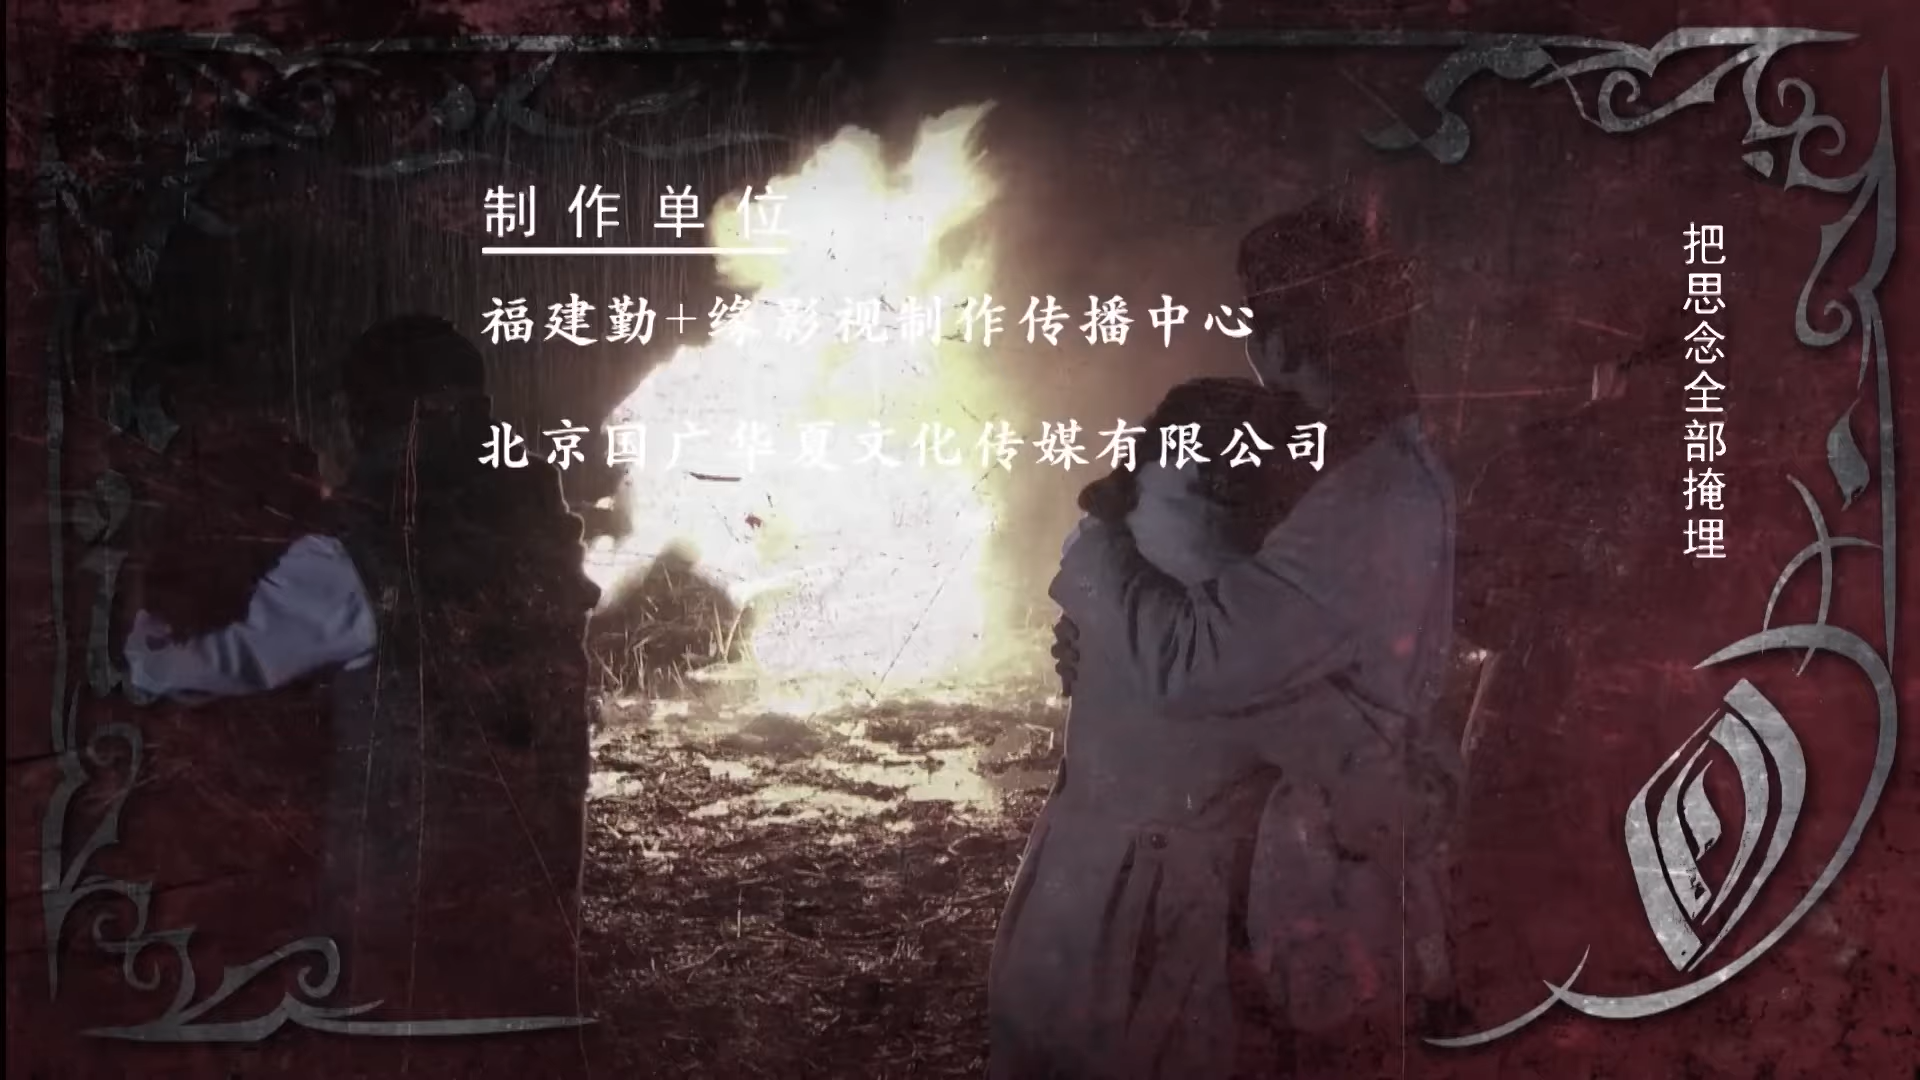 制作单位
福建勤+缘影视制作传播中心
北京国广华夏文化传媒有限公司
把思念全部掩埋